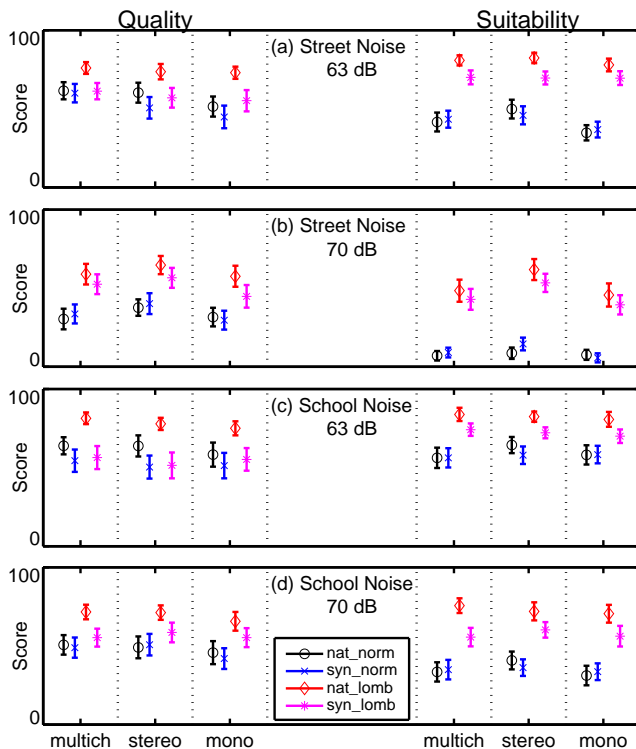 Quality
Suitability
100
(a) Street Noise
63 dB
Score
0
100
(b) Street Noise
70 dB
Score
0
100
(c) School Noise
63 dB
Score
0
100
(d) School Noise
70 dB
Score
0
nat_norm
syn_norm
nat_lomb
syn_lomb
multich stereo mono multich stereo mono